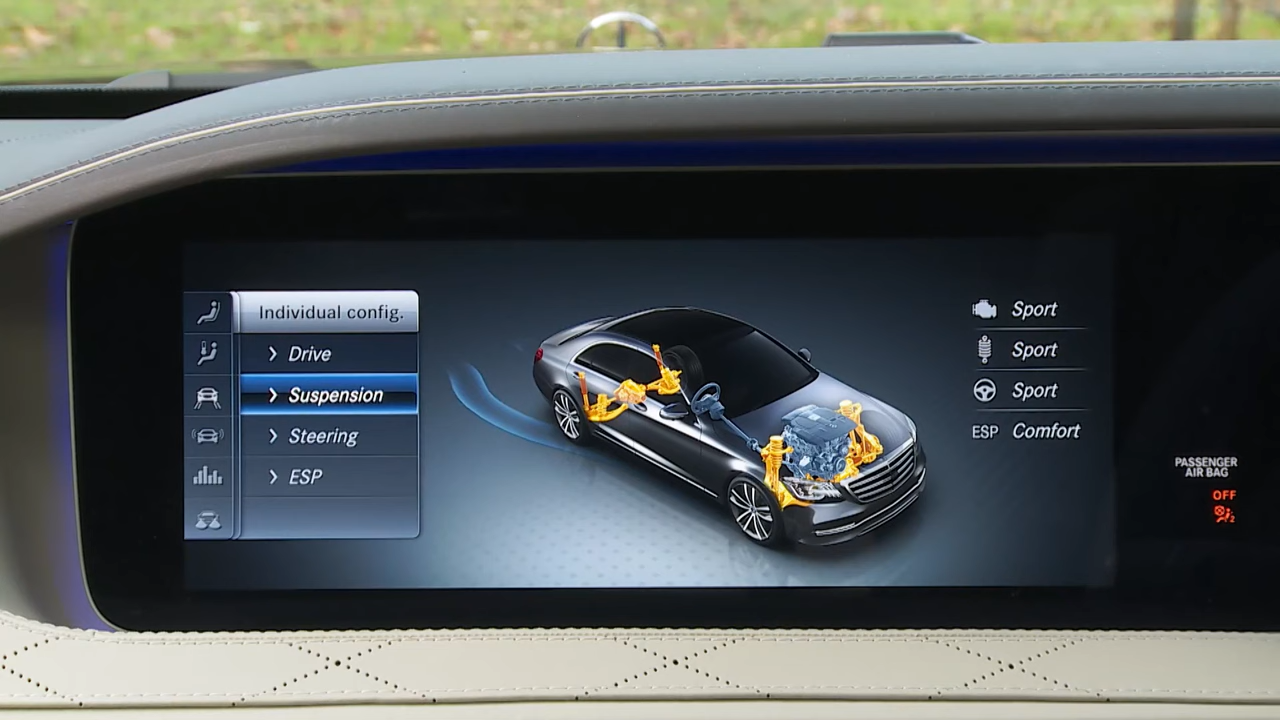 Individual config.
Drive
Suspension
Steering
ESP
Sport
Sport
Sport
ESP Comfort
PASSENGER
AIR BAG
OFF